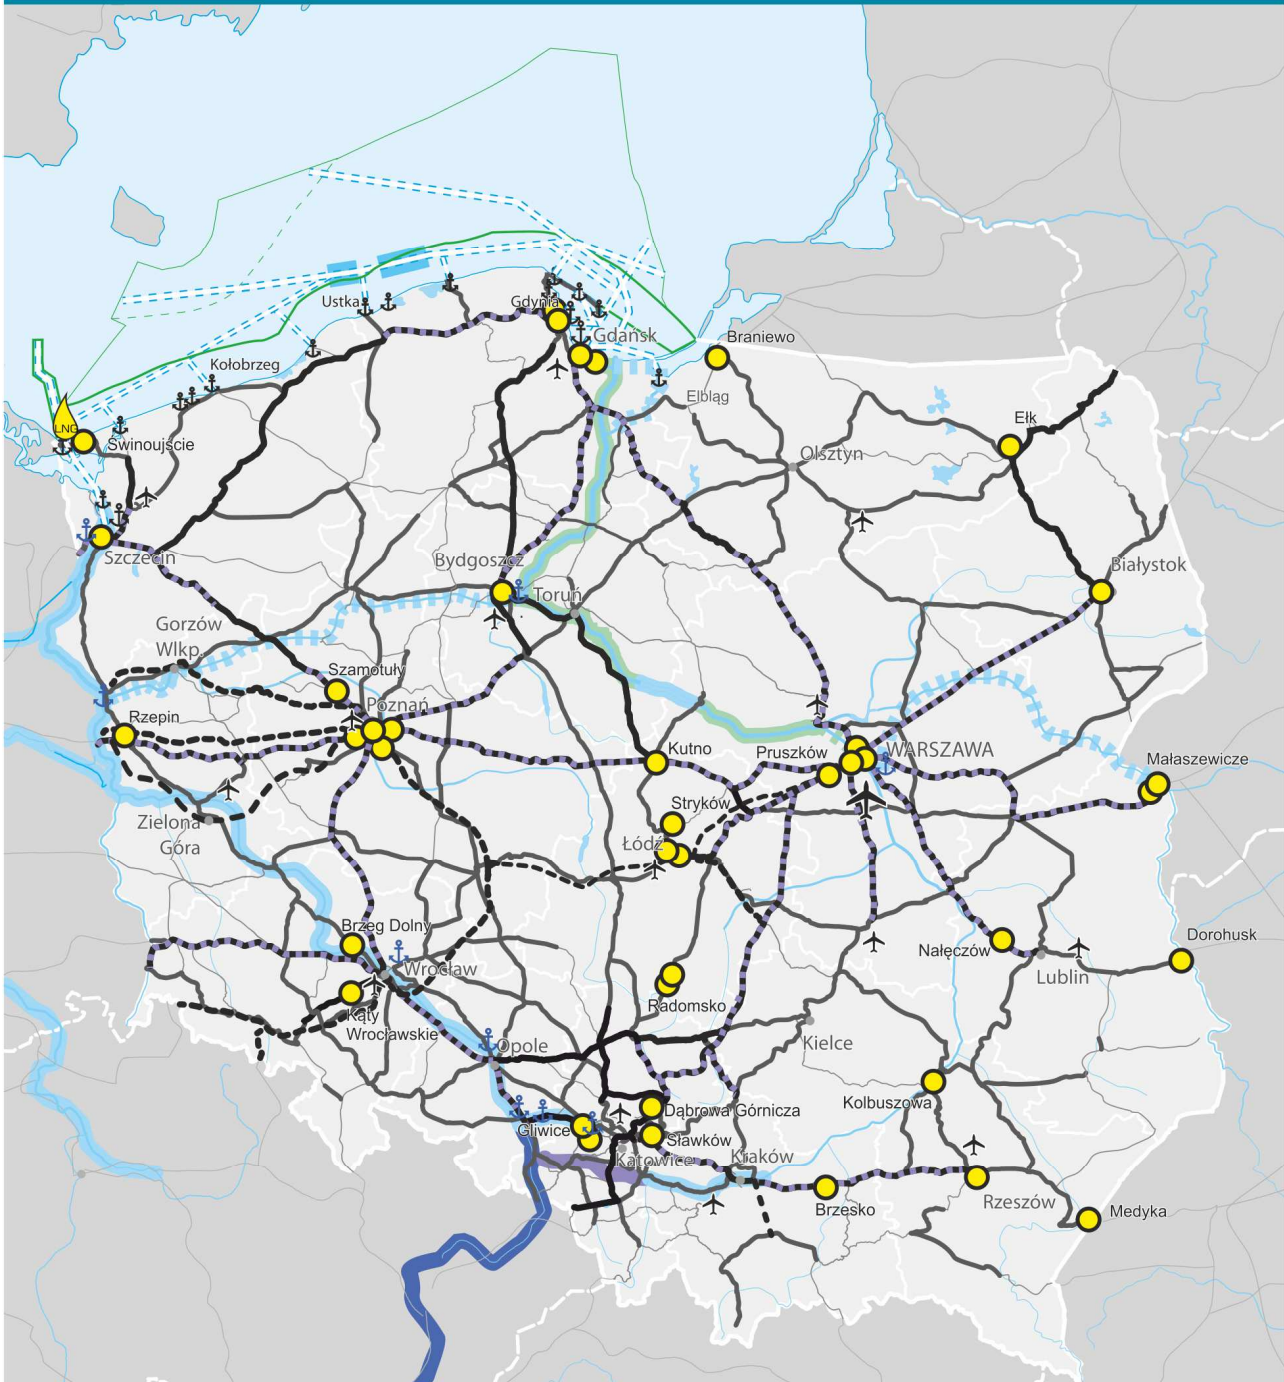 Ustka
Gdynia
Gdańsk
Braniewo
Kołobrzeg
Elbląg
LNG
Świnoujście
Ełk
Olsztyn
Szczecin
Bydgoszcz
Białystok
Toruń
Gorzów
Wlkp.
Szamotuły
Poznań
Rzepin
Kutno
Pruszków
WARSZAWA
Małaszewicze
Stryków
Zielona
Góra
Łódź
Brzeg Dolny
Nałęczów
Dorohusk
Wrocław
Lublin
Radomsko
Kąty
Wrocławskie
Opole
Kielce
Kolbuszowa
Dąbrowa Górnicza
Gliwice
Sławków
Katowice
Kraków
Rzeszów
Brzesko
Medyka